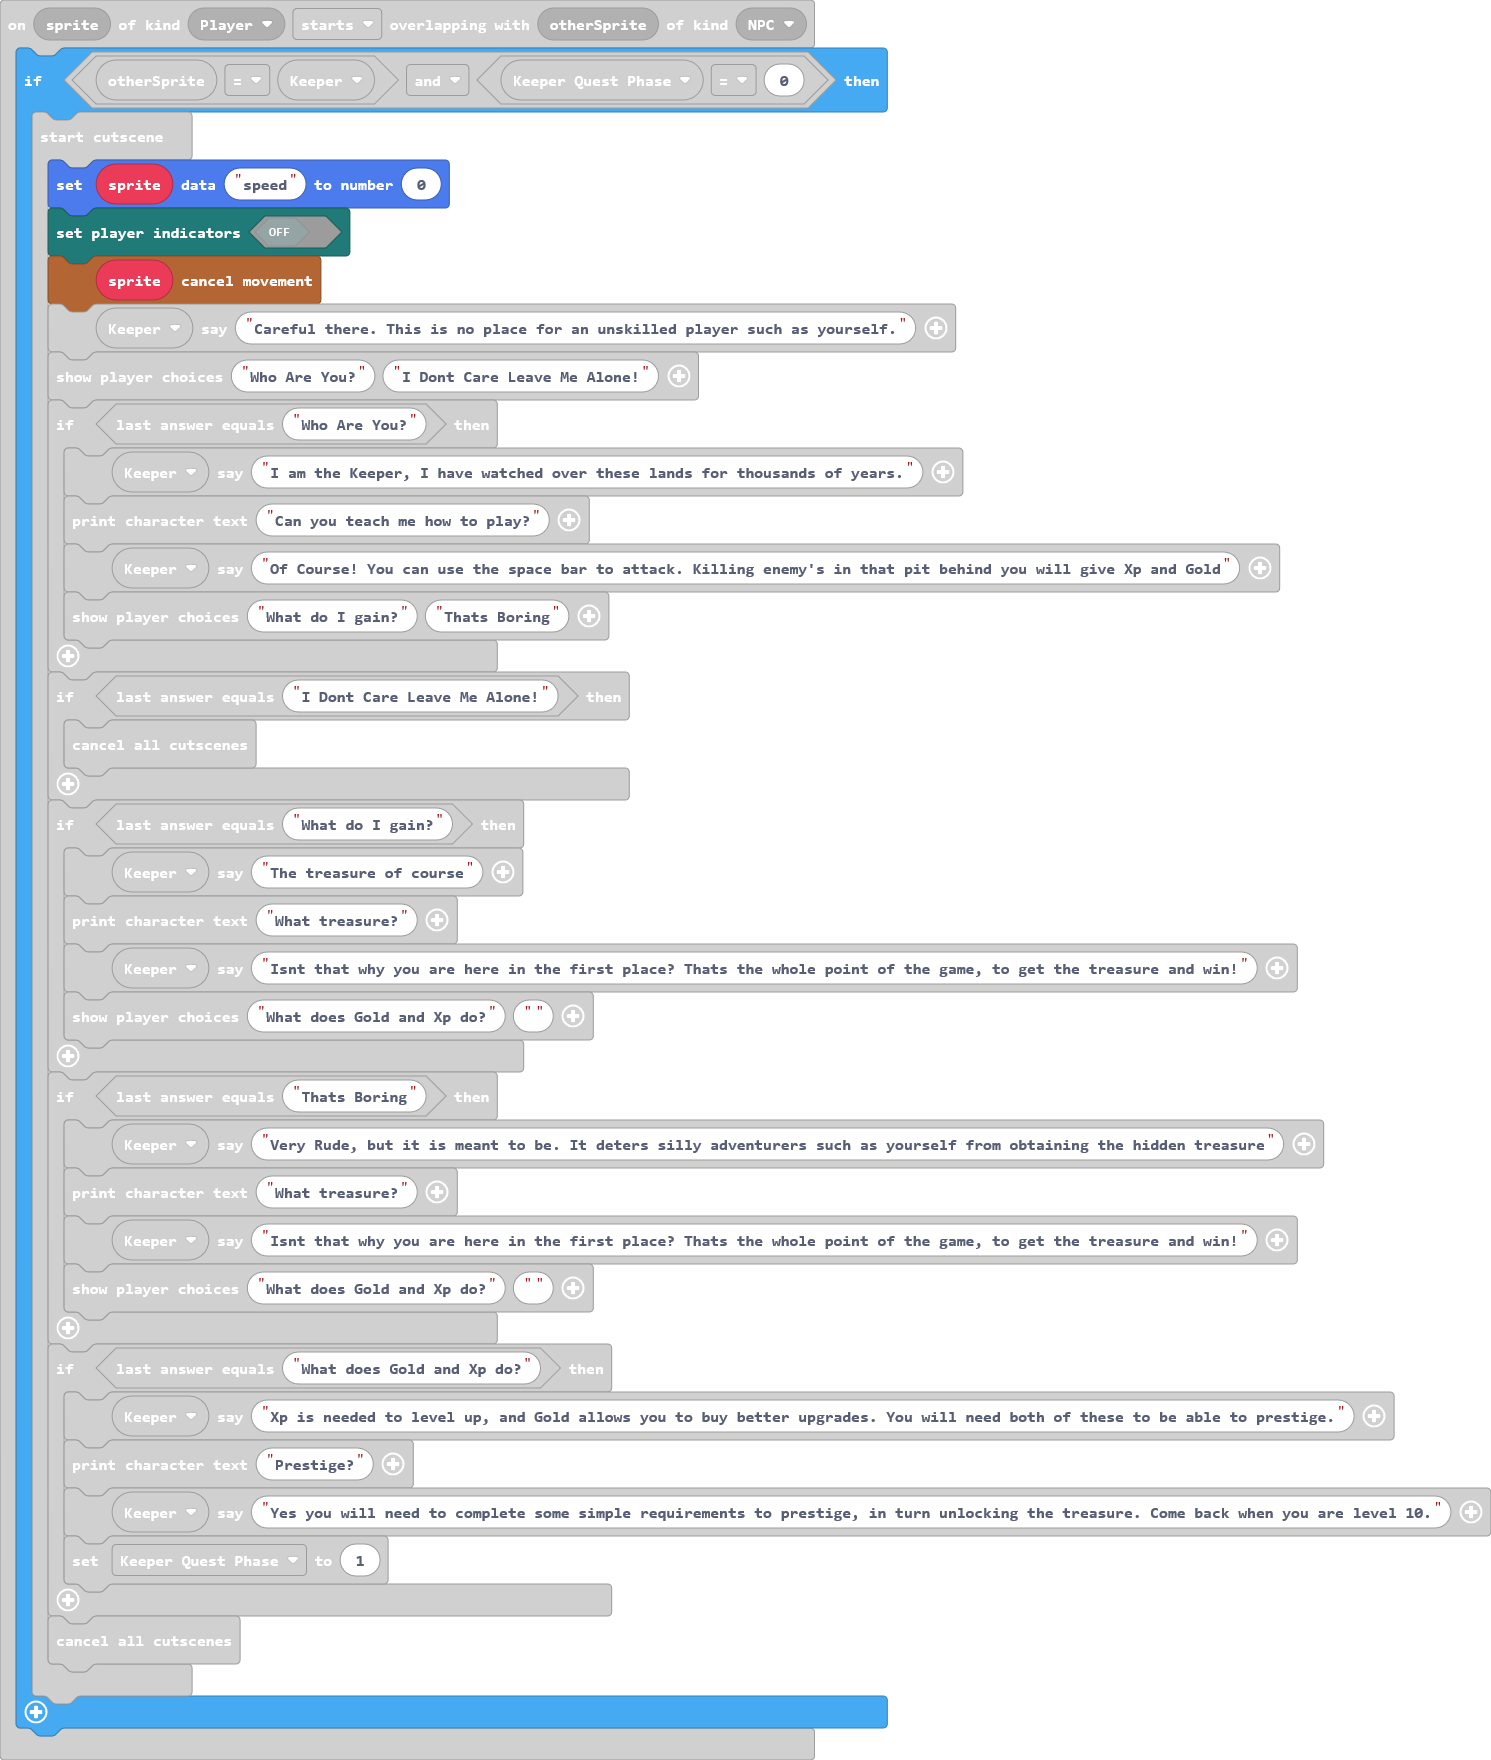 on sprite of kind Player starts overlapping with otherSprite of kind NPC
if otherSprite = Keeper and Keeper Quest Phase = 0 then
start cutscene
set sprite data "speed" to number 0
set player indicators OFF
sprite cancel movement
Keeper say "Careful there. This is no place for an unskilled player such as yourself."
show player choices "Who Are You?" "I Dont Care Leave Me Alone!"
if last answer equals "Who Are You?" then
Keeper say "I am the Keeper, I have watched over these lands for thousands of years."
print character text "Can you teach me how to play?"
Keeper say "Of Course! You can use the space bar to attack. Killing enemy's in that pit behind you will give Xp and Gold"
show player choices "What do I gain?" "Thats Boring"
if last answer equals "I Dont Care Leave Me Alone!" then
cancel all cutscenes
if last answer equals "What do I gain?" then
Keeper say "The treasure of course"
print character text "What treasure?"
Keeper say "Isnt that why you are here in the first place? Thats the whole point of the game, to get the treasure and win!"
show player choices "What does Gold and Xp do?" ""
if last answer equals "Thats Boring" then
Keeper say "Very Rude, but it is meant to be. It deters silly adventurers such as yourself from obtaining the hidden treasure"
print character text "What treasure?"
Keeper say "Isnt that why you are here in the first place? Thats the whole point of the game, to get the treasure and win!"
show player choices "What does Gold and Xp do?" ""
if last answer equals "What does Gold and Xp do?" then
Keeper say "Xp is needed to level up, and Gold allows you to buy better upgrades. You will need both of these to be able to prestige."
print character text "Prestige?"
Keeper say "Yes you will need to complete some simple requirements to prestige, in turn unlocking the treasure. Come back when you are level 10."
set Keeper Quest Phase to 1
cancel all cutscenes